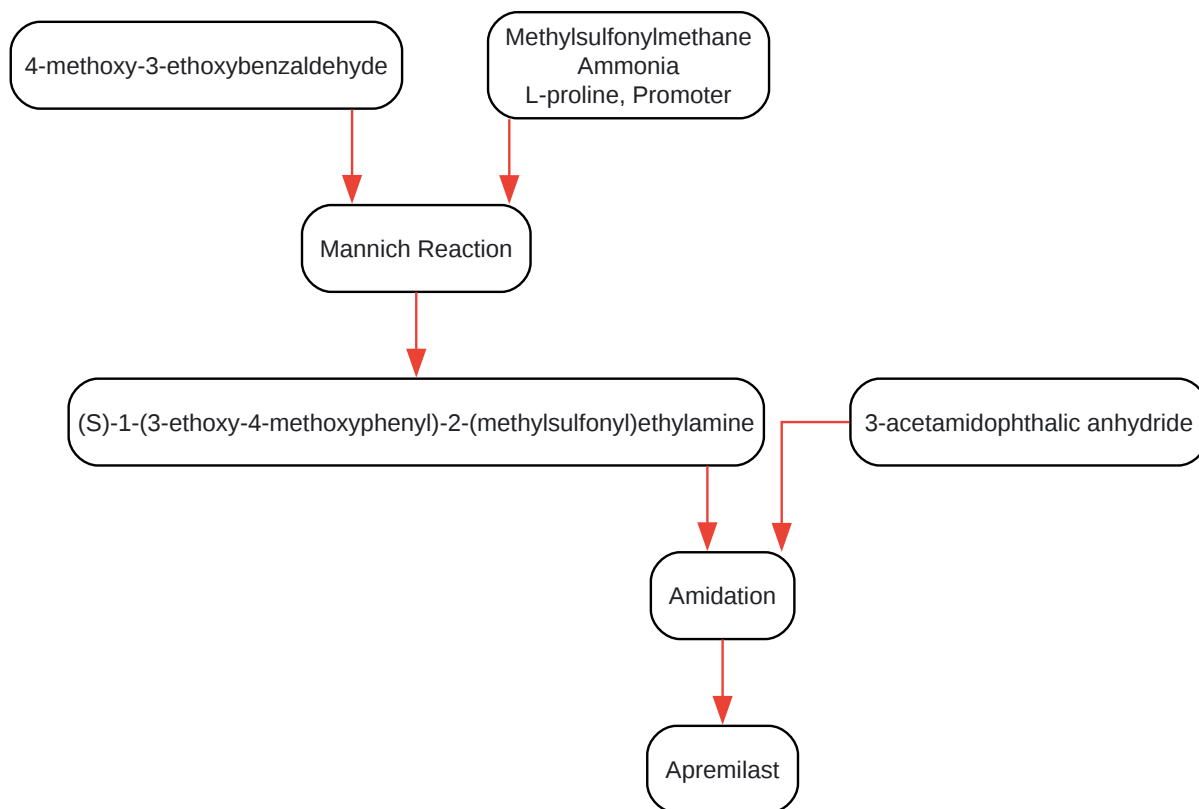 4-methoxy-3-ethoxybenzaldehyde
Methylsulfonylmethane
Ammonia
L-proline, Promoter
Mannich Reaction
(S)-1-(3-ethoxy-4-methoxyphenyl)-2-(methylsulfonyl)ethylamine
3-acetamidophthalic anhydride
Amidation
Apremilast